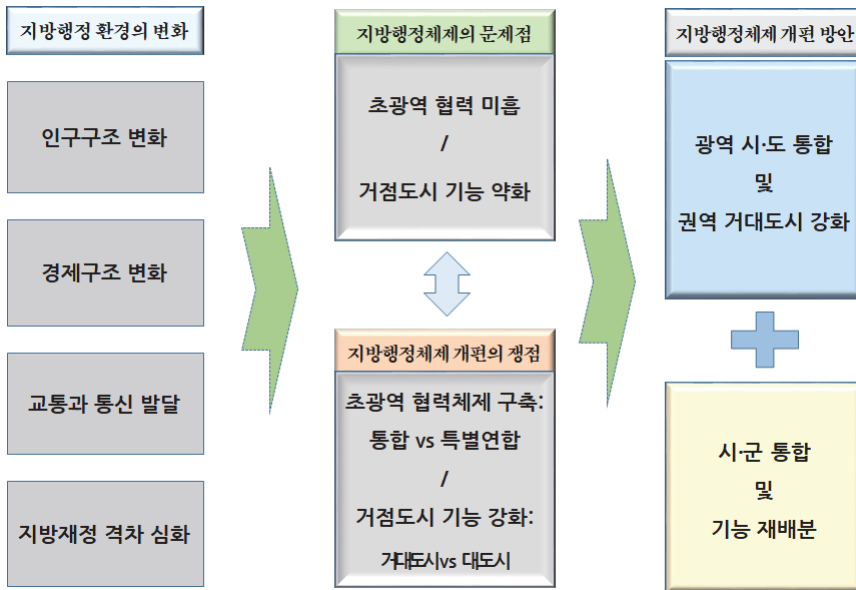 지방행정 환경의 변화
인구구조 변화
경제구조 변화
교통과 통신 발달
지방재정 격차 심화
지방행정체제의 문제점
초광역 협력 미흡
/
거점도시 기능 약화
지방행정체제 개편의 쟁점
초광역 협력체제 구축:
통합 vs 특별연합
/
거점도시 기능 강화:
거대도시vs 대도시
지방행정체제 개편 방안
광역 시·도 통합
및
권역 거대도시 강화
시·군 통합
및
기능 재배분